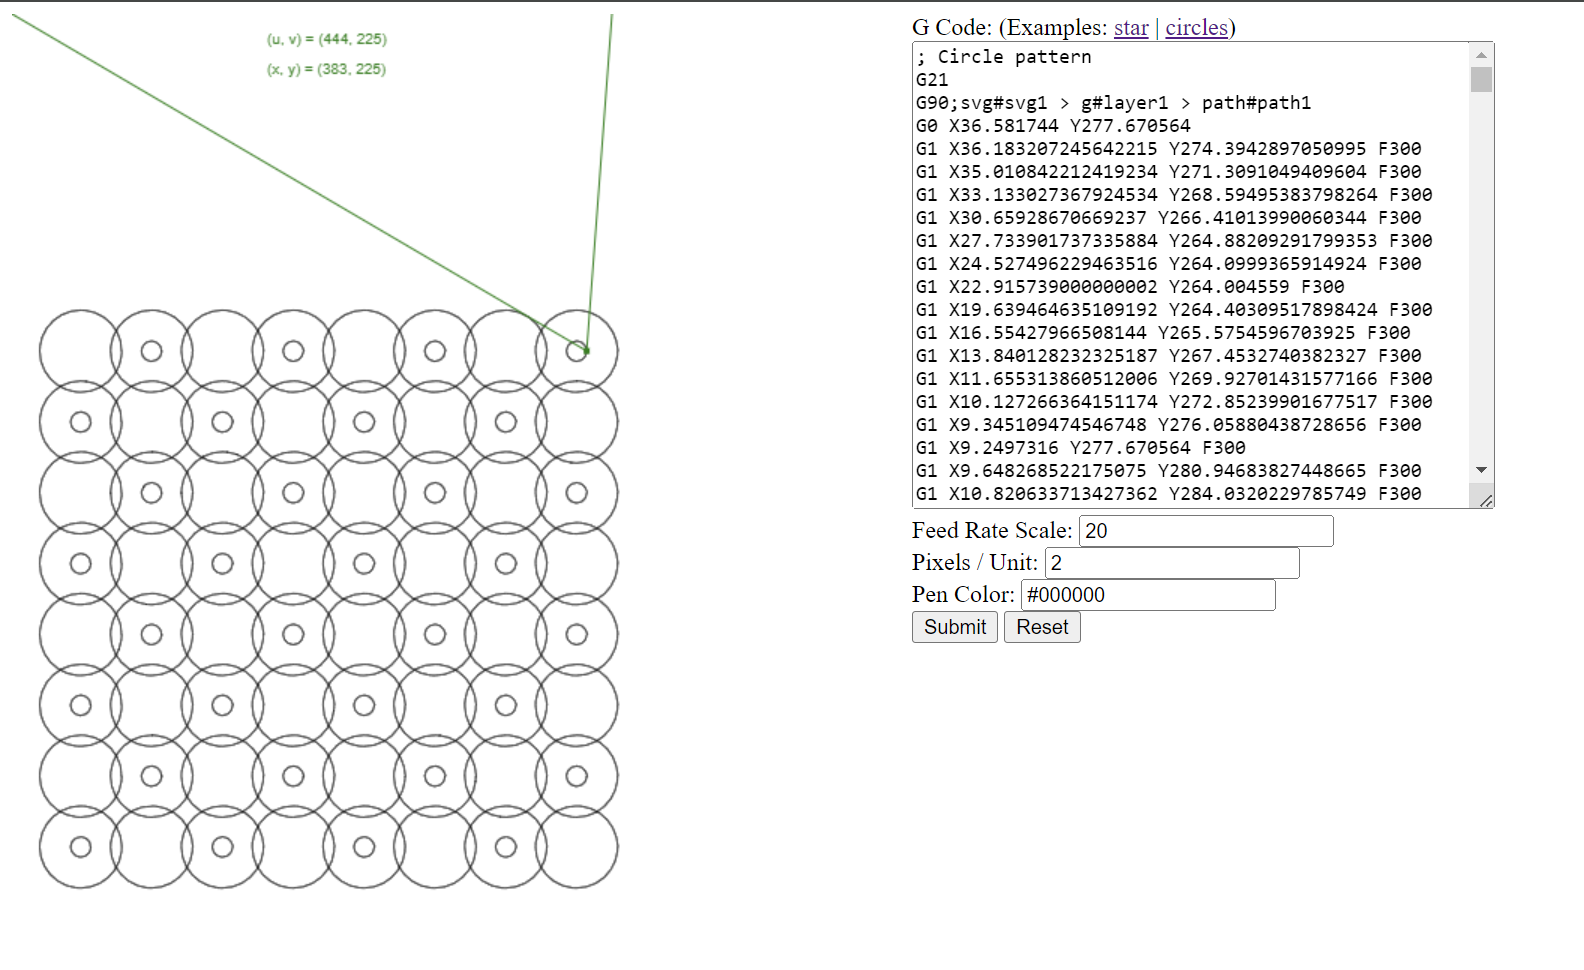 (u, v) = (444, 225)
(x, y) = (383, 225)
G Code: (Examples: star | circles)
; Circle pattern
G21
G90;svg#svg1 > g#layer1 > path#path1
G0 X36.581744 Y277.670564
G1 X36.183207245642215 Y274.3942897050995 F300
G1 X35.010842212419234 Y271.3091049409604 F300
G1 X33.133027367924534 Y268.59495383798264 F300
G1 X30.65928670669237 Y266.41013990060344 F300
G1 X27.733901737335884 Y264.88209291799353 F300
G1 X24.527496229463516 Y264.0999365914924 F300
G1 X22.915739000000002 Y264.004559 F300
G1 X19.639464635109192 Y264.40309517898424 F300
G1 X16.55427966508144 Y265.5754596703925 F300
G1 X13.840128232325187 Y267.4532740382327 F300
G1 X11.655313860512006 Y269.92701431577166 F300
G1 X10.127266364151174 Y272.85239901677517 F300
G1 X9.345109474546748 Y276.05880438728656 F300
G1 X9.2497316 Y277.670564 F300
G1 X9.648268522175075 Y280.94683827448665 F300
G1 X10.820633713427362 Y284.0320229785749 F300
Feed Rate Scale: 20
Pixels / Unit: 2
Pen Color: #000000
Submit Reset